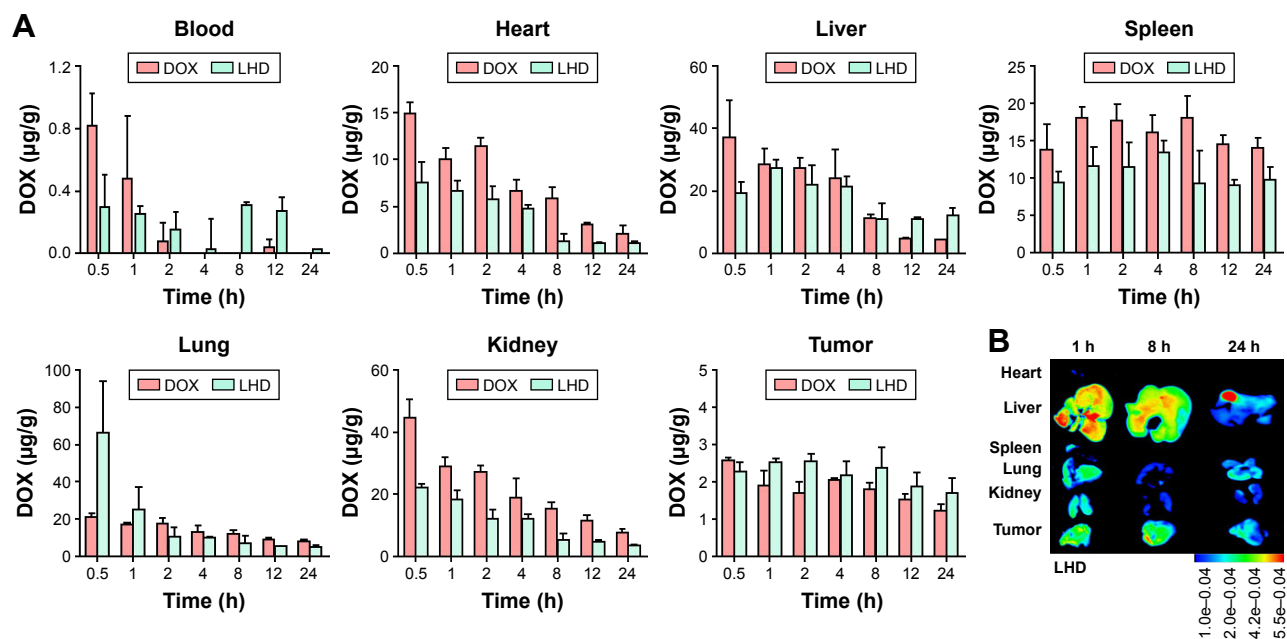 A
Blood
DOX LHD
DOX (µg/g)
1.2
0.8
0.4
0.0
0.5 1 2 4 8 12 24
Time (h)
Heart
DOX LHD
DOX (µg/g)
20
15
10
5
0
0.5 1 2 4 8 12 24
Time (h)
Liver
DOX LHD
DOX (µg/g)
60
40
20
0
0.5 1 2 4 8 12 24
Time (h)
Spleen
DOX LHD
DOX (µg/g)
25
20
15
10
5
0
0.5 1 2 4 8 12 24
Time (h)
Lung
DOX LHD
DOX (µg/g)
100
80
60
40
20
0
0.5 1 2 4 8 12 24
Time (h)
Kidney
DOX LHD
DOX (µg/g)
60
40
20
0
0.5 1 2 4 8 12 24
Time (h)
Tumor
DOX LHD
DOX (µg/g)
5
4
3
2
1
0
0.5 1 2 4 8 12 24
Time (h)
B
1 h 8 h 24 h
Heart
Liver
Spleen
Lung
Kidney
Tumor
LHD
1.0e–0.04
2.0e–0.04
4.2e–0.04
5.5e–0.04